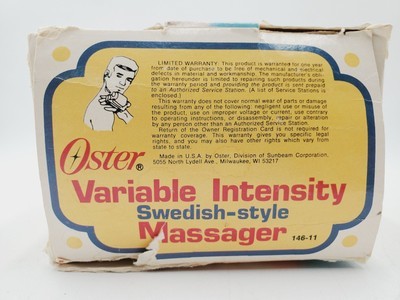 LIMITED WARRANTY. This product is warranted for one year
from date of purchase to be free of mechanical and electrical
defects in material and workmanship. The manufacturer's obli-
gation hereunder is limited to repairing such products during
the warranty period and providing the product is sent prepaid
to an Authorized Service Station. (A list of Service Stations is
enclosed.)
This warranty does not cover normal wear of parts or damage
resulting from any of the following: negligent use or misuse of
the product, use on improper voltage or current, use contrary
to operating instructions, or disassembly, repair or alteration
by any person other than an Authorized Service Station.
Return of the Owner Registration Card is not required for
warranty coverage. This warranty gives you specific legal
rights, and you may also have other rights which vary from
state to state.
Made in U.S.A. by Oster, Division of Sunbeam Corporation,
5055 North Lydell Ave., Milwaukee, WI 53217
Oster®
Variable Intensity
Swedish-style
Massager
146-11